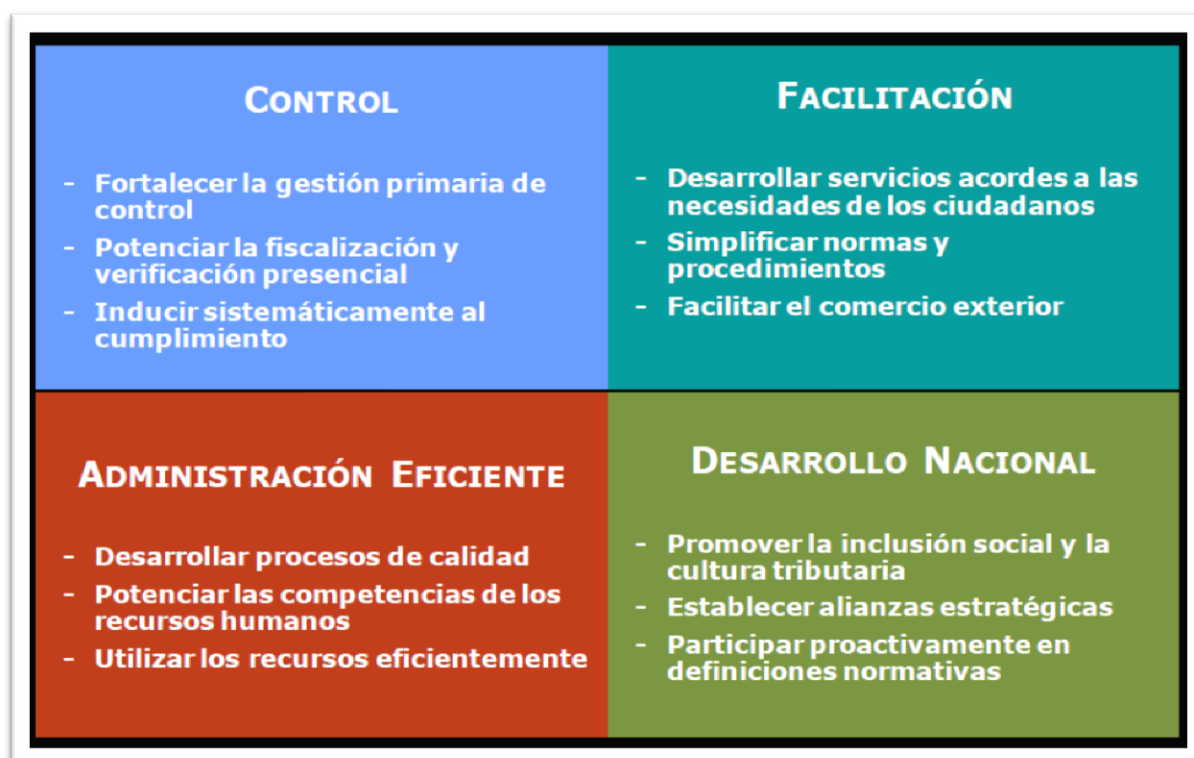 CONTROL
- Fortalecer la gestión primaria de
control
- Potenciar la fiscalización y
verificación presencial
- Inducir sistemáticamente al
cumplimiento
FACILITACIÓN
- Desarrollar servicios acordes a las
necesidades de los ciudadanos
- Simplificar normas y
procedimientos
- Facilitar el comercio exterior
ADMINISTRACIÓN EFICIENTE
- Desarrollar procesos de calidad
- Potenciar las competencias de los
recursos humanos
- Utilizar los recursos eficientemente
DESARROLLO NACIONAL
- Promover la inclusión social y la
cultura tributaria
- Establecer alianzas estratégicas
- Participar proactivamente en
definiciones normativas